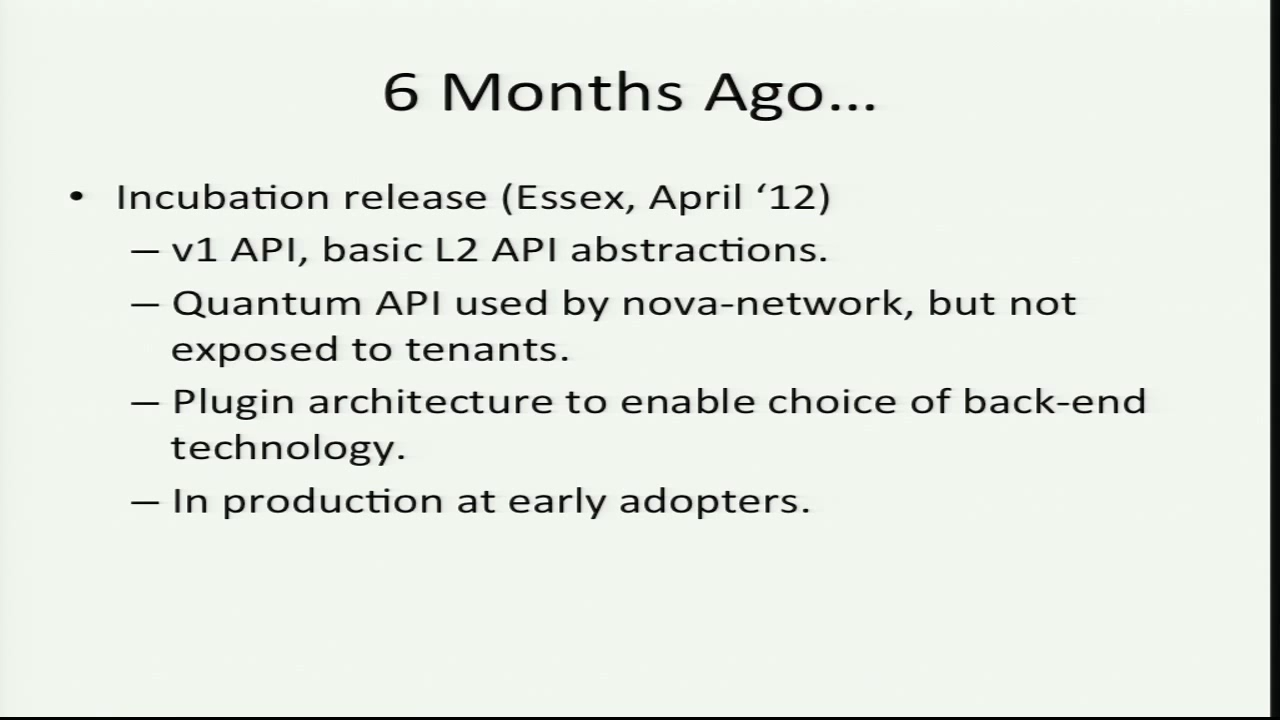 6 Months Ago...
• Incubation release (Essex, April ‘12)
– v1 API, basic L2 API abstractions.
– Quantum API used by nova-network, but not
exposed to tenants.
– Plugin architecture to enable choice of back-end
technology.
– In production at early adopters.